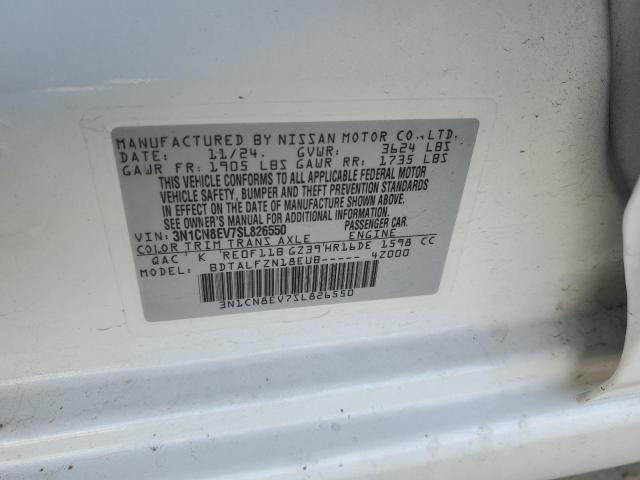 MANUFACTURED BY NISSAN MOTOR CO.,LTD.
DATE: 11/24. GVWR: 3624 LBS
GAWR FR: 1905 LBS GAWR RR: 1735 LBS
THIS VEHICLE CONFORMS TO ALL APPLICABLE FEDERAL MOTOR
VEHICLE SAFETY, BUMPER AND THEFT PREVENTION STANDARDS
IN EFFECT ON THE DATE OF MANUFACTURE SHOWN ABOVE.
SEE OWNER'S MANUAL.
VIN: 3N1CN8EV7SL826550 PASSENGER CAR.
COLOR TRIM TRANS AXLE ENGINE
QAC K RE0F11B GZ39 HR16DE 1598 CC
MODEL: BDTALFZN18EUB----- 42000
3N1CN8EV7SL826550